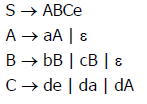 S → ABCe
A → aA | ε
B → bB | cB | ε
C → de | da | dA